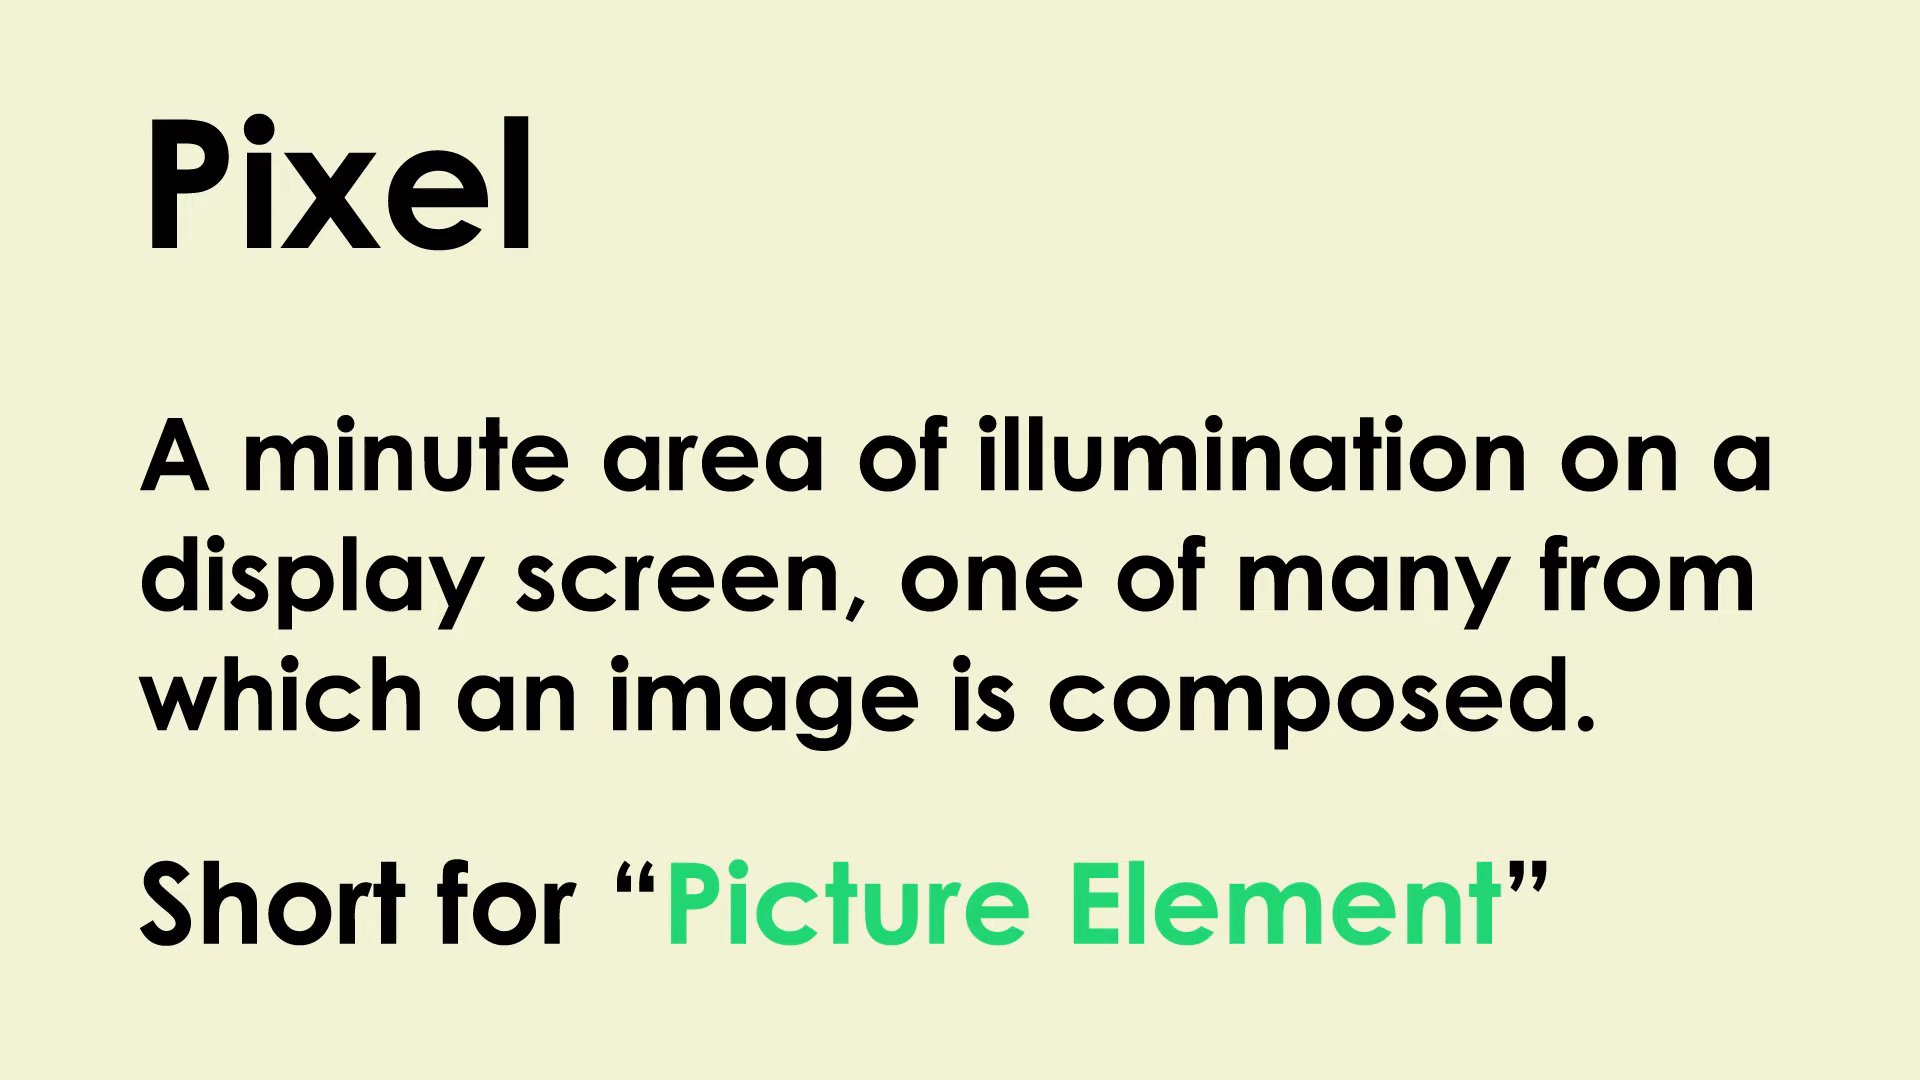 Pixel
A minute area of illumination on a
display screen, one of many from
which an image is composed.
Short for “Picture Element”